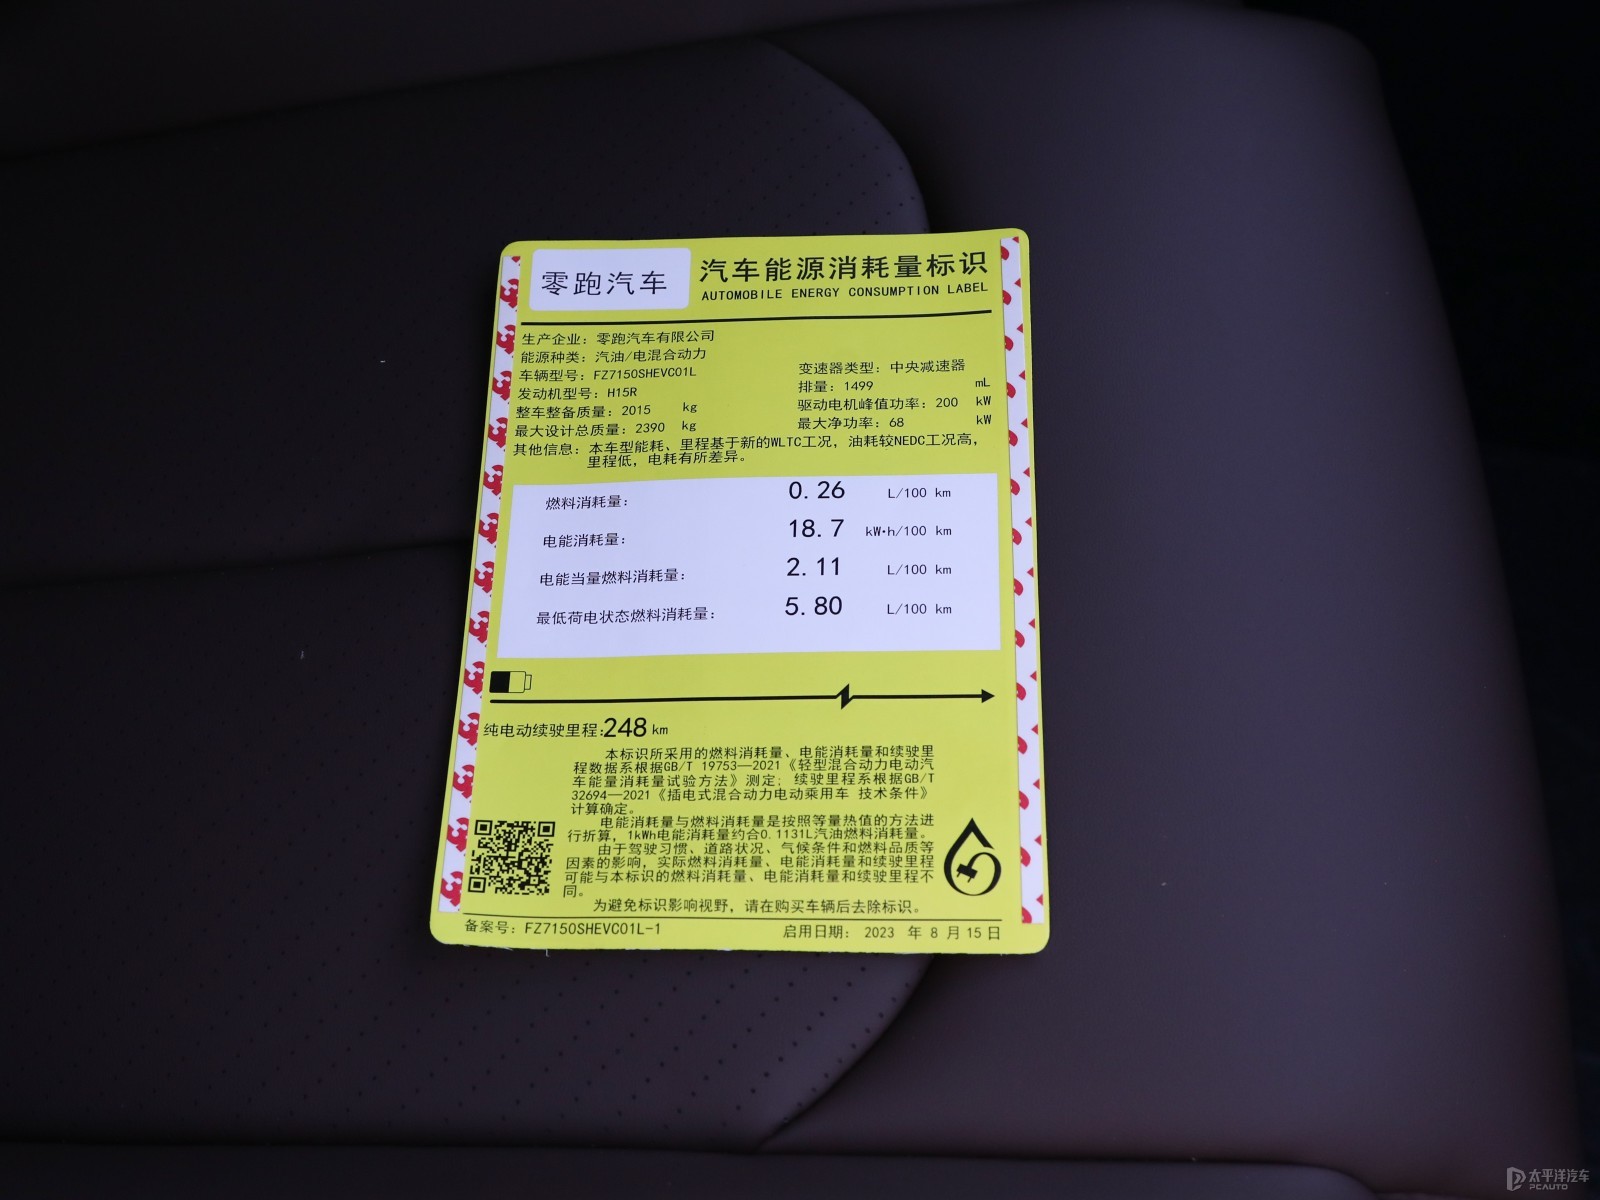 零跑汽车
汽车能源消耗量标识
AUTOMOBILE ENERGY CONSUMPTION LABEL
生产企业：零跑汽车有限公司
能源种类：汽油/电混合动力
车辆型号：FZ7150SHEVC01L
变速器类型：中央减速器
发动机型号：H15R
排量：1499 mL
整车整备质量：2015 kg
驱动电机峰值功率：200 kW
最大设计总质量：2390 kg
最大净功率：68 kW
其他信息：本车型能耗、里程基于新的WLTC工况，油耗较NEDC工况高，
里程低，电耗有所差异。
燃料消耗量： 0.26 L/100 km
电能消耗量： 18.7 kW·h/100 km
电能当量燃料消耗量： 2.11 L/100 km
最低荷电状态燃料消耗量： 5.80 L/100 km
纯电动续驶里程:248 km
本标识所采用的燃料消耗量、电能消耗量和续驶里
程数据系根据GB/T 19753—2021《轻型混合动力电动汽
车能量消耗量试验方法》测定；续驶里程系根据GB/T
32694—2021《插电式混合动力电动乘用车 技术条件》
计算确定。
电能消耗量与燃料消耗量是按照等量热值的方法进
行折算，1kWh电能消耗量约合0.1131L汽油燃料消耗量。
由于驾驶习惯、道路状况、气候条件和燃料品质等
因素的影响，实际燃料消耗量、电能消耗量和续驶里程
可能与本标识的燃料消耗量、电能消耗量和续驶里程不
同。
为避免标识影响视野，请在购买车辆后去除标识。
备案号：FZ7150SHEVC01L-1
启用日期： 2023 年 8 月 15 日
太平洋汽车
PCAUTO